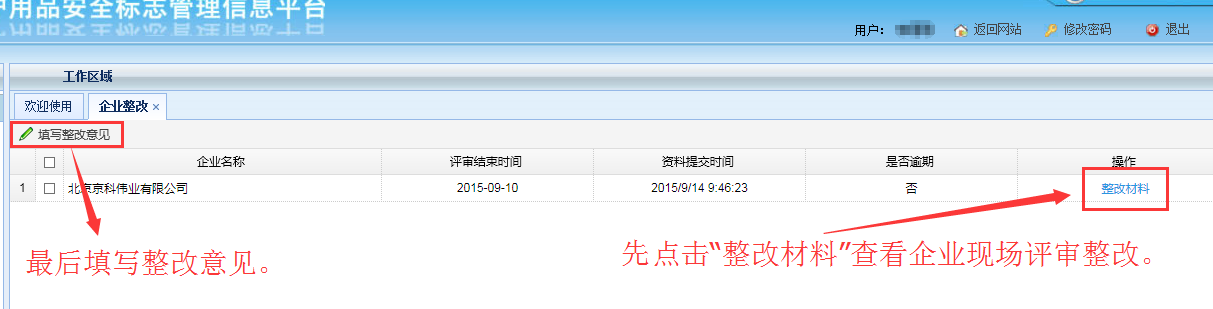 护用品安全标志管理信息平台
用户： 返回网站 修改密码 退出
工作区域
欢迎使用 企业整改 ×
填写整改意见
企业名称 评审结束时间 资料提交时间 是否逾期 操作
1 北京京科伟业有限公司 2015-09-10 2015/9/14 9:46:23 否 整改材料
最后填写整改意见。
先点击“整改材料”查看企业现场评审整改。